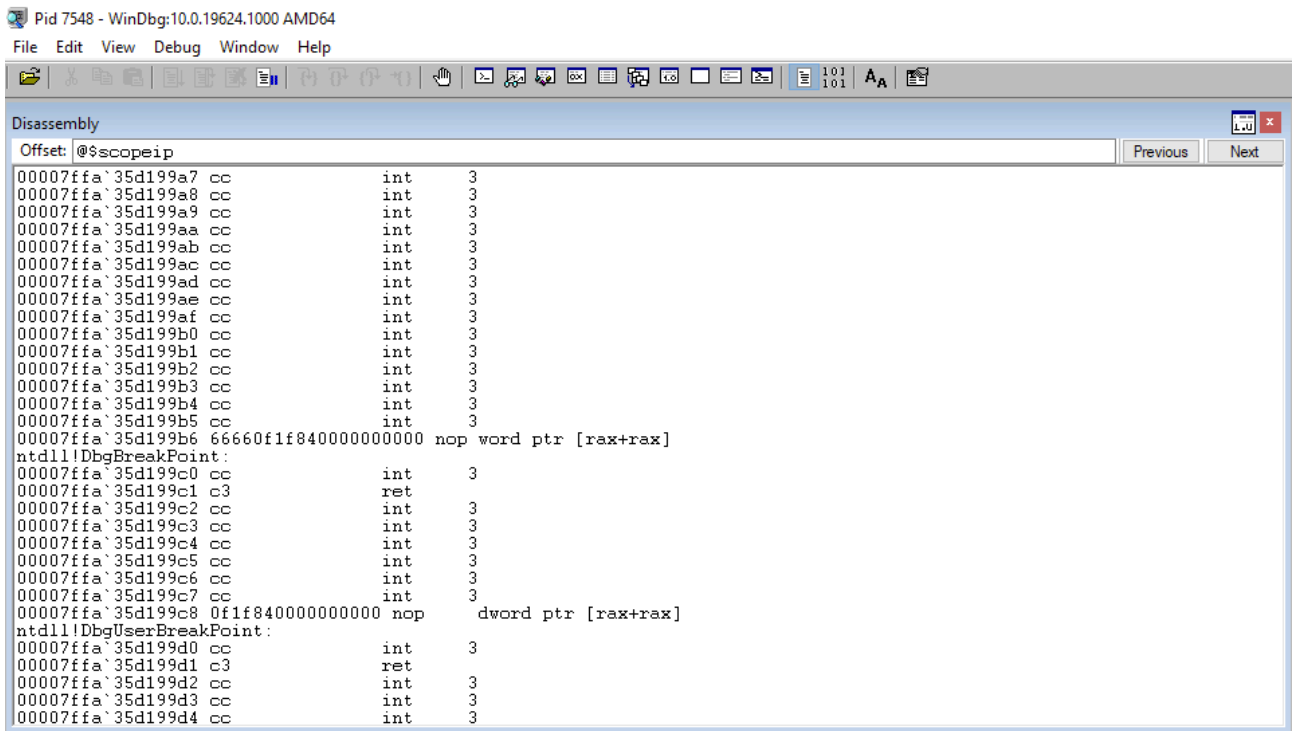 Pid 7548 - WinDbg:10.0.19624.1000 AMD64
File Edit View Debug Window Help
Disassembly
Offset: @$scopeip Previous Next
00007ffa`35d199a7 cc int 3
00007ffa`35d199a8 cc int 3
00007ffa`35d199a9 cc int 3
00007ffa`35d199aa cc int 3
00007ffa`35d199ab cc int 3
00007ffa`35d199ac cc int 3
00007ffa`35d199ad cc int 3
00007ffa`35d199ae cc int 3
00007ffa`35d199af cc int 3
00007ffa`35d199b0 cc int 3
00007ffa`35d199b1 cc int 3
00007ffa`35d199b2 cc int 3
00007ffa`35d199b3 cc int 3
00007ffa`35d199b4 cc int 3
00007ffa`35d199b5 cc int 3
00007ffa`35d199b6 66660f1f840000000000 nop word ptr [rax+rax]
ntdll!DbgBreakPoint:
00007ffa`35d199c0 cc int 3
00007ffa`35d199c1 c3 ret
00007ffa`35d199c2 cc int 3
00007ffa`35d199c3 cc int 3
00007ffa`35d199c4 cc int 3
00007ffa`35d199c5 cc int 3
00007ffa`35d199c6 cc int 3
00007ffa`35d199c7 cc int 3
00007ffa`35d199c8 0f1f840000000000 nop dword ptr [rax+rax]
ntdll!DbgUserBreakPoint:
00007ffa`35d199d0 cc int 3
00007ffa`35d199d1 c3 ret
00007ffa`35d199d2 cc int 3
00007ffa`35d199d3 cc int 3
00007ffa`35d199d4 cc int 3